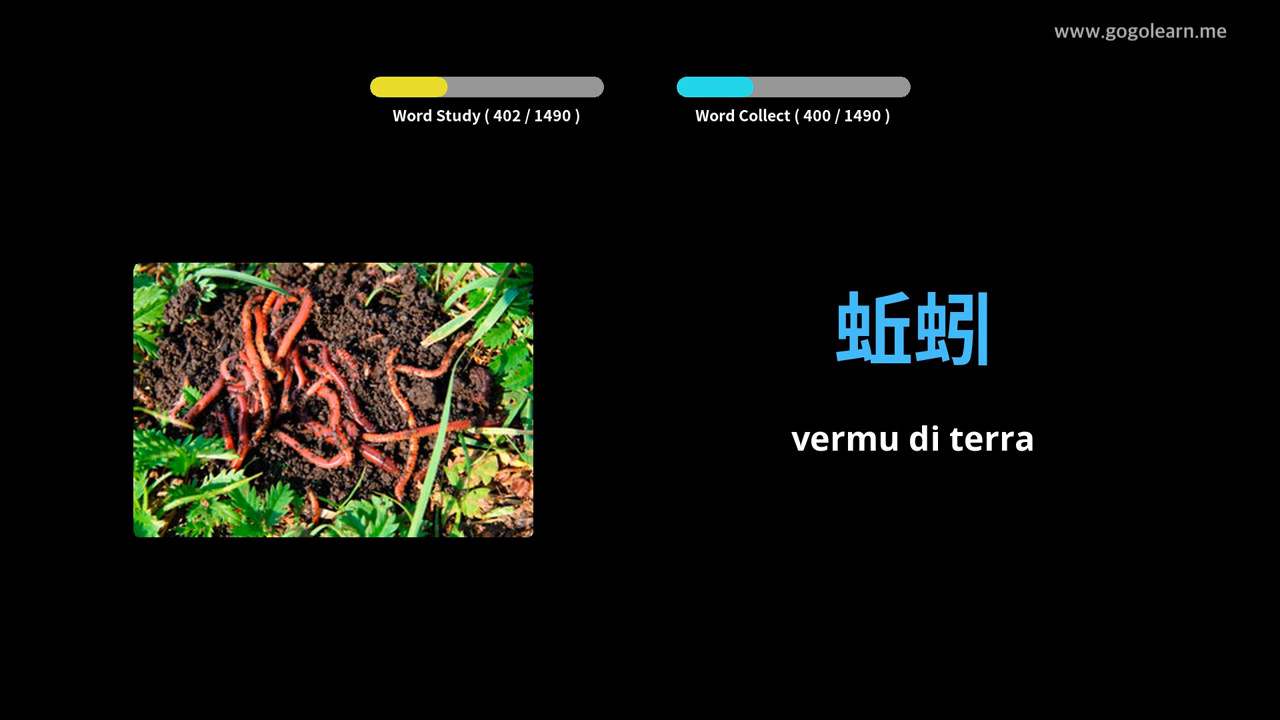 www.gogolearn.me
Word Study ( 402 / 1490 )
Word Collect ( 400 / 1490 )
蚯蚓
vermu di terra